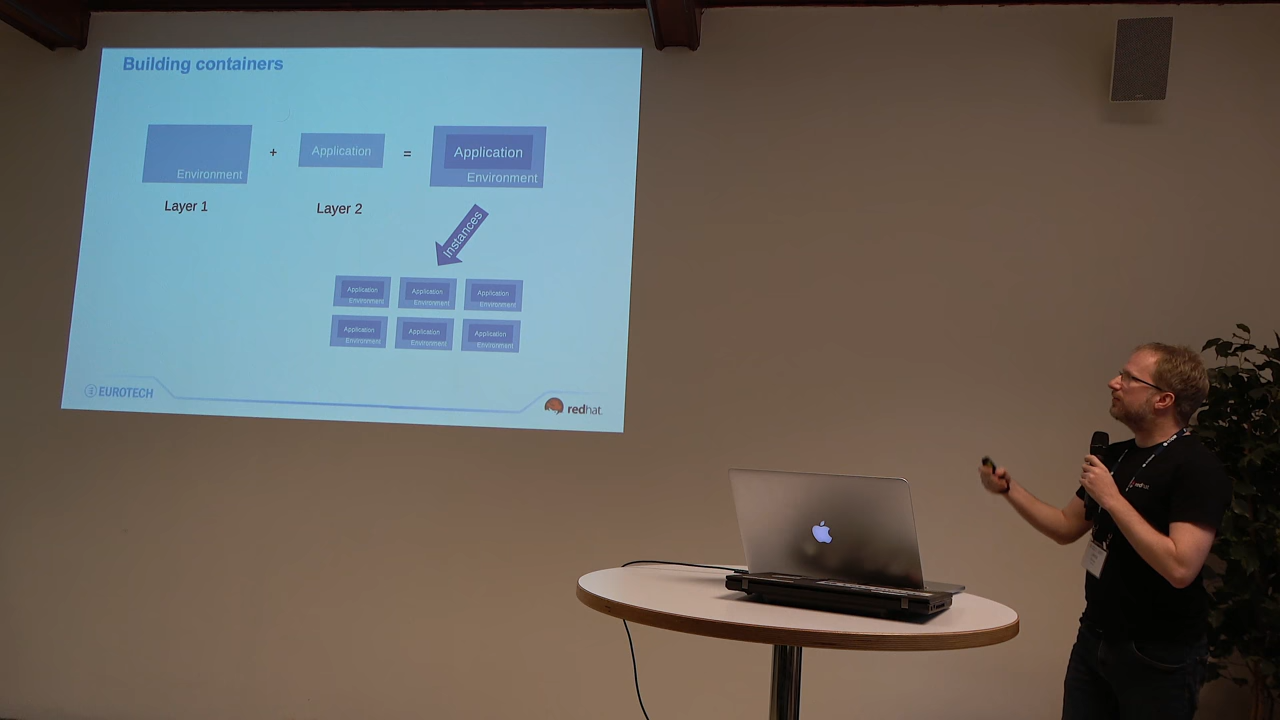 Building containers
Environment
+
Application
=
Application
Environment
Layer 1
Layer 2
Instances
Application
Environment
Application
Environment
Application
Environment
Application
Environment
Application
Environment
Application
Environment
EUROTECH
redhat.
redhat